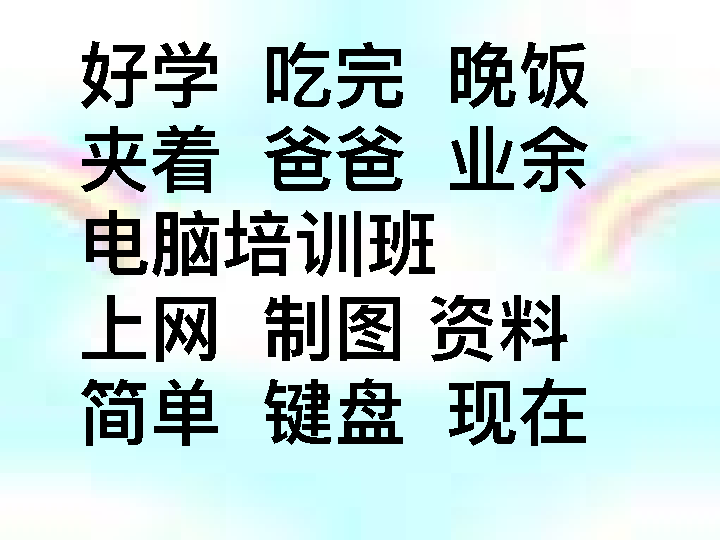 好学 吃完 晚饭
夹着 爸爸 业余
电脑培训班
上网 制图 资料
简单 键盘 现在